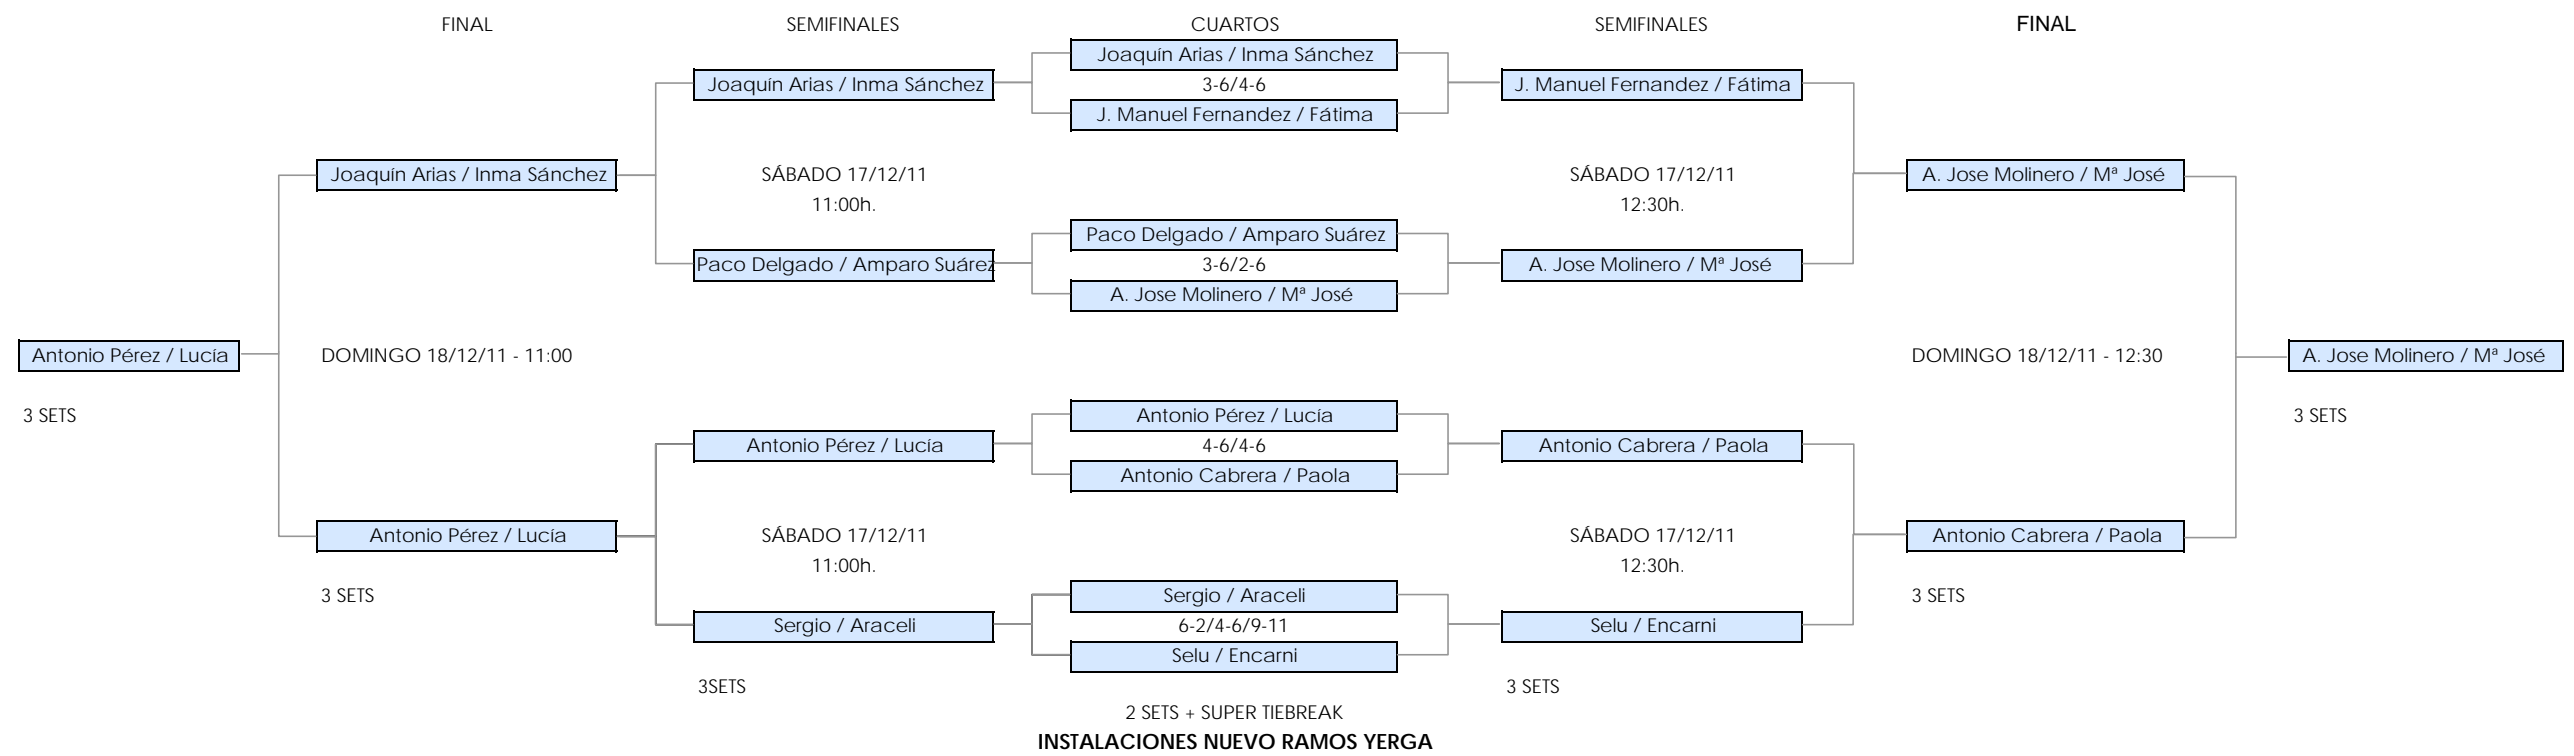 FINAL SEMIFINALES CUARTOS SEMIFINALES FINAL
Joaquín Arias / Inma Sánchez
Joaquín Arias / Inma Sánchez 3-6/4-6 J. Manuel Fernandez / Fátima
J. Manuel Fernandez / Fátima
Joaquín Arias / Inma Sánchez SÁBADO 17/12/11 SÁBADO 17/12/11 A. Jose Molinero / Mª José
11:00h. 12:30h.
Paco Delgado / Amparo Suárez
Paco Delgado / Amparo Suárez 3-6/2-6 A. Jose Molinero / Mª José
A. Jose Molinero / Mª José
Antonio Pérez / Lucía DOMINGO 18/12/11 - 11:00 DOMINGO 18/12/11 - 12:30 A. Jose Molinero / Mª José
3 SETS Antonio Pérez / Lucía 3 SETS
Antonio Pérez / Lucía 4-6/4-6 Antonio Cabrera / Paola
Antonio Cabrera / Paola
Antonio Pérez / Lucía SÁBADO 17/12/11 SÁBADO 17/12/11 Antonio Cabrera / Paola
11:00h. 12:30h.
3 SETS Sergio / Araceli 3 SETS
Sergio / Araceli 6-2/4-6/9-11 Selu / Encarni
Selu / Encarni
3SETS 3 SETS
2 SETS + SUPER TIEBREAK
INSTALACIONES NUEVO RAMOS YERGA